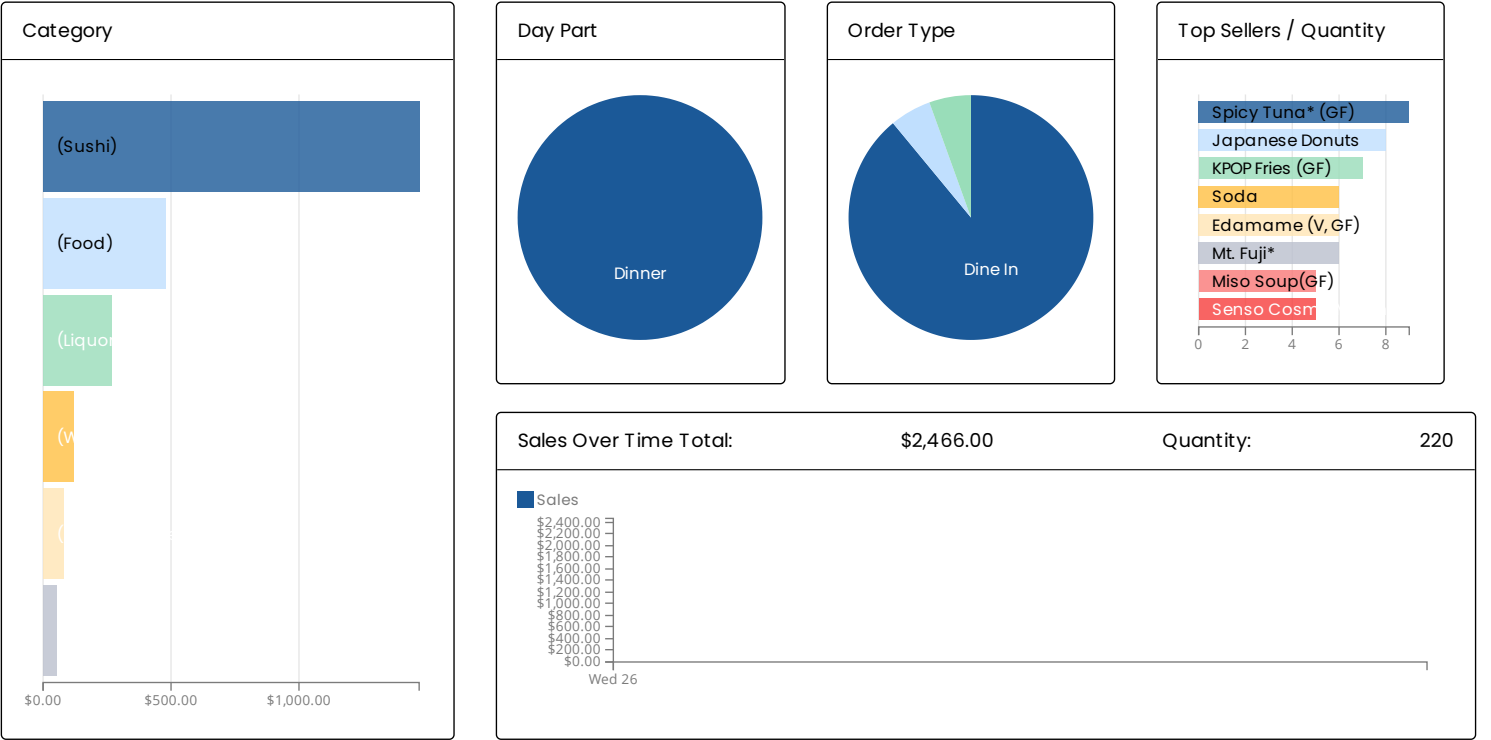 Category
(Sushi)
(Food)
(Liquor
$0.00 $500.00 $1,000.00
Day Part
Dinner
Order Type
Dine In
Top Sellers / Quantity
Spicy Tuna* (GF)
Japanese Donuts
KPOP Fries (GF)
Soda
Edamame (V, GF)
Mt. Fuji*
Miso Soup(GF)
Senso Cosm
0 2 4 6 8
Sales Over Time Total: $2,466.00 Quantity: 220
Sales
$2,400.00
$2,200.00
$2,000.00
$1,800.00
$1,600.00
$1,400.00
$1,200.00
$1,000.00
$800.00
$600.00
$400.00
$200.00
$0.00
Wed 26